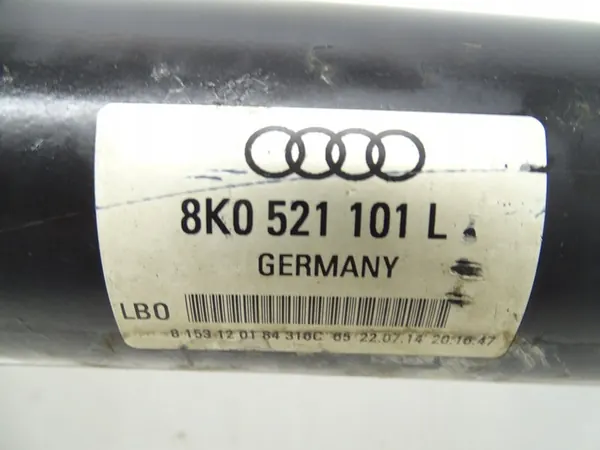 8K0 521 101 L
GERMANY
LBO
8 153 12 01 84 316C 65 22.07.14 20:16:47